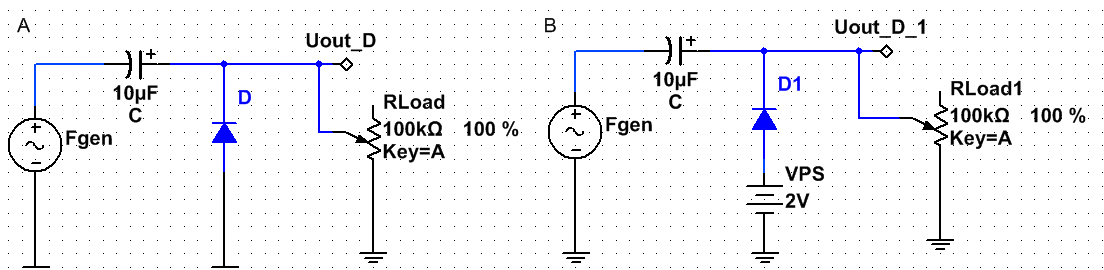 A
Uout_D
+
10µF
C
D
RLoad
100kΩ 100 %
Key=A
+
Fgen
−
B
Uout_D_1
+
10µF
C
D1
RLoad1
100kΩ 100 %
Key=A
+
Fgen
−
VPS
2V